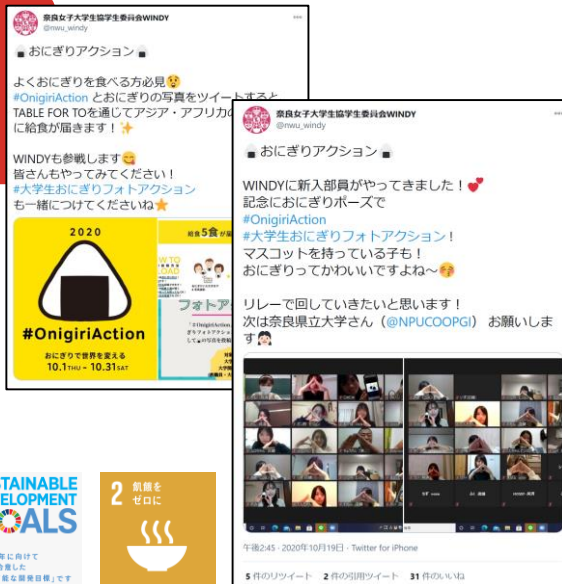 奈良女子大学生協学生委員会WINDY
@nwu_windy
🍙おにぎりアクション🍙
よくおにぎりを食べる方必見😲
#OnigiriAction とおにぎりの写真をツイートすると
TABLE FOR TOを通じてアジア・アフリカの
に給食が届きます！✨
WINDYも参戦します😋
皆さんもやってみてください！
#大学生おにぎりフォトアクション
も一緒につけてくださいね⭐
2020
#OnigiriAction
おにぎりで世界を変える
10.1THU - 10.31SAT
給食5食が
フォトア
奈良女子大学生協学生委員会WINDY
@nwu_windy
🍙おにぎりアクション🍙
WINDYに新入部員がやってきました！💕
記念におにぎりポーズで
#OnigiriAction
#大学生おにぎりフォトアクション！
マスコットを持っている子も！
おにぎりってかわいいですよね〜😚
リレーで回していきたいと思います！
次は奈良県立大学さん（@NPUCOOPGI） お願いしま
す🙇🏻
午後2:45 · 2020年10月19日 · Twitter for iPhone
5 件のリツイート 2 件の引用ツイート 31 件のいいね
STAINABLE
ELOPMENT
ALS
年に向けて
合意した
能な開発目標」です
2 飢餓を
ゼロに